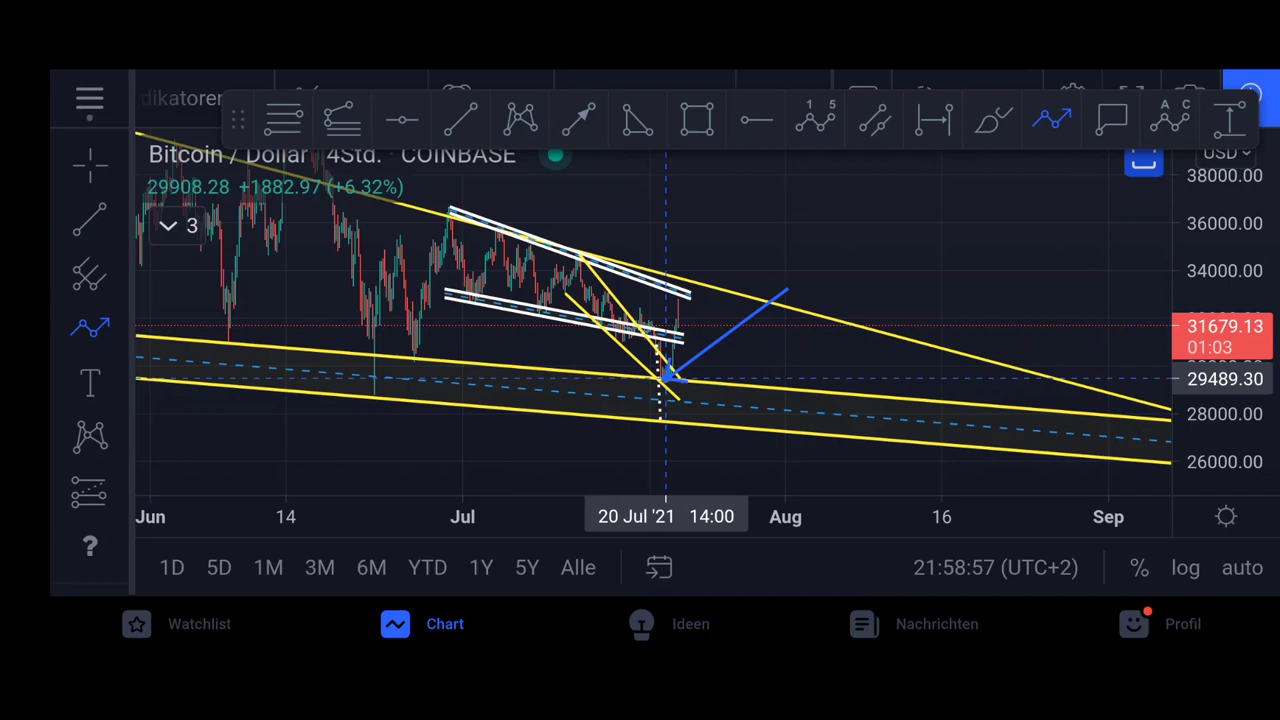 dikatoren
1 5
A C
Bitcoin / Dollar 4Std. · COINBASE
USD
29908.28 +1882.97 (+6.32%)
3
38000.00
36000.00
34000.00
31679.13
01:03
29489.30
28000.00
26000.00
Jun 14 Jul 20 Jul '21 14:00 Aug 16 Sep
?
1D 5D 1M 3M 6M YTD 1Y 5Y Alle 21:58:57 (UTC+2) % log auto
Watchlist Chart Ideen Nachrichten Profil